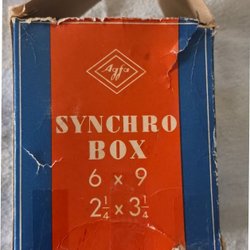 Agfa
SYNCHRO
BOX
6 x 9
2¼ x 3¼